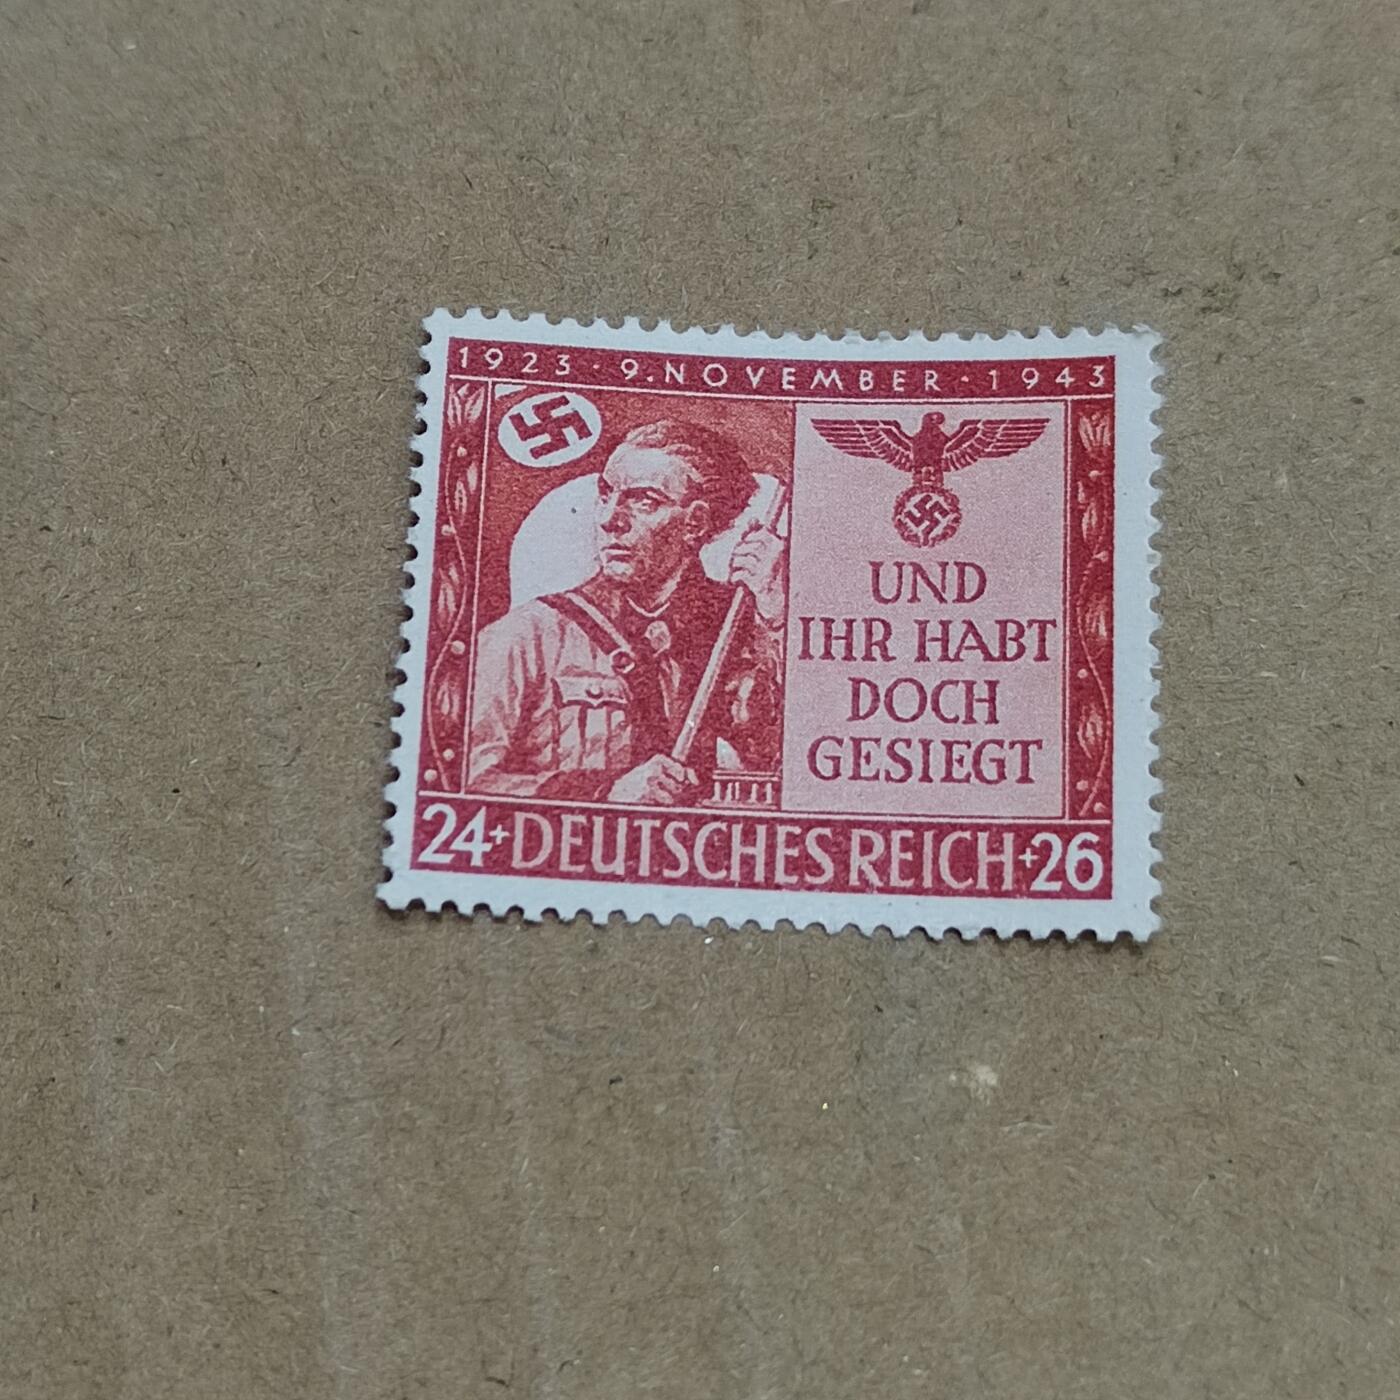 1923 · 9. NOVEMBER · 1943
UND
IHR HABT
DOCH
GESIEGT
24+ DEUTSCHES REICH +26